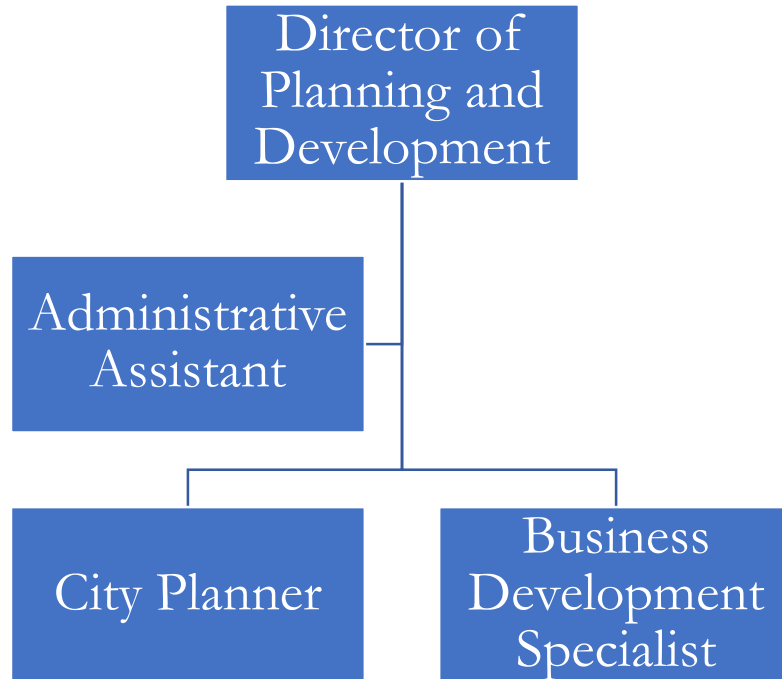 Director of
Planning and
Development
Administrative
Assistant
City Planner
Business
Development
Specialist